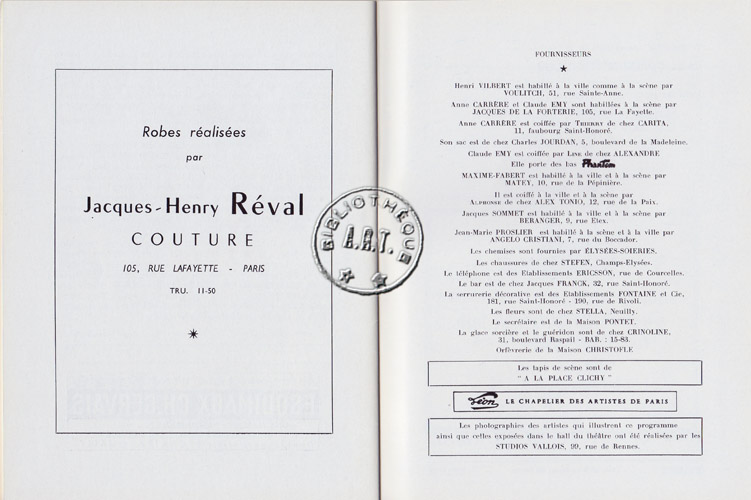 Robes réalisées
par
Jacques-Henry Réval
COUTURE
105, RUE LAFAYETTE - PARIS
TRU. 11-50
BIBLIOTHÈQUE
A.R.T.
FOURNISSEURS
Henri VILBERT est habillé à la ville comme à la scène par
VOULITCH, 51, rue Sainte-Anne.
Anne CARRÈRE et Claude EMY sont habillées à la scène par
JACQUES DE LA FORTERIE, 105, rue La Fayette.
Anne CARRÈRE est coiffée par THIERRY de chez CARITA,
11, faubourg Saint-Honoré.
Son sac est de chez Charles JOURDAN, 5, boulevard de la Madeleine.
Claude EMY est coiffée par LINE de chez ALEXANDRE
Elle porte des bas Phantom
MAXIME-FABERT est habillé à la ville et à la scène par
MATEY, 10, rue de la Pépinière.
Il est coiffé à la ville et à la scène par
ALPHONSE de chez ALEX TONIO, 12, rue de la Paix.
Jacques SOMMET est habillé à la ville et à la scène par
BERANGER, 9, rue Etex.
Jean-Marie PROSLIER est habillé à la scène et à la ville par
ANGELO CRISTIANI, 7, rue du Boccador.
Les chemises sont fournies par ÉLYSÉES-SOIERIES.
Les chaussures de chez STEFEN, Champs-Elysées.
Le téléphone est des Etablissements ERICSSON, rue de Courcelles.
Le bar est de chez Jacques FRANCK, 32, rue Saint-Honoré.
La serrurerie décorative est des Etablissements FONTAINE et Cie,
181, rue Saint-Honoré - 190, rue de Rivoli.
Les fleurs sont de chez STELLA, Neuilly.
Le secrétaire est de la Maison PONTET.
La glace sorcière et le guéridon sont de chez CRINOLINE,
31, boulevard Raspail - BAB. : 15-83.
Orfèvrerie de la Maison CHRISTOFLE
Les tapis de scène sont de
" A LA PLACE CLICHY "
Léon LE CHAPELIER DES ARTISTES DE PARIS
Les photographies des artistes qui illustrent ce programme
ainsi que celles exposées dans le hall du théâtre ont été réalisées par les
STUDIOS VALLOIS, 99, rue de Rennes.